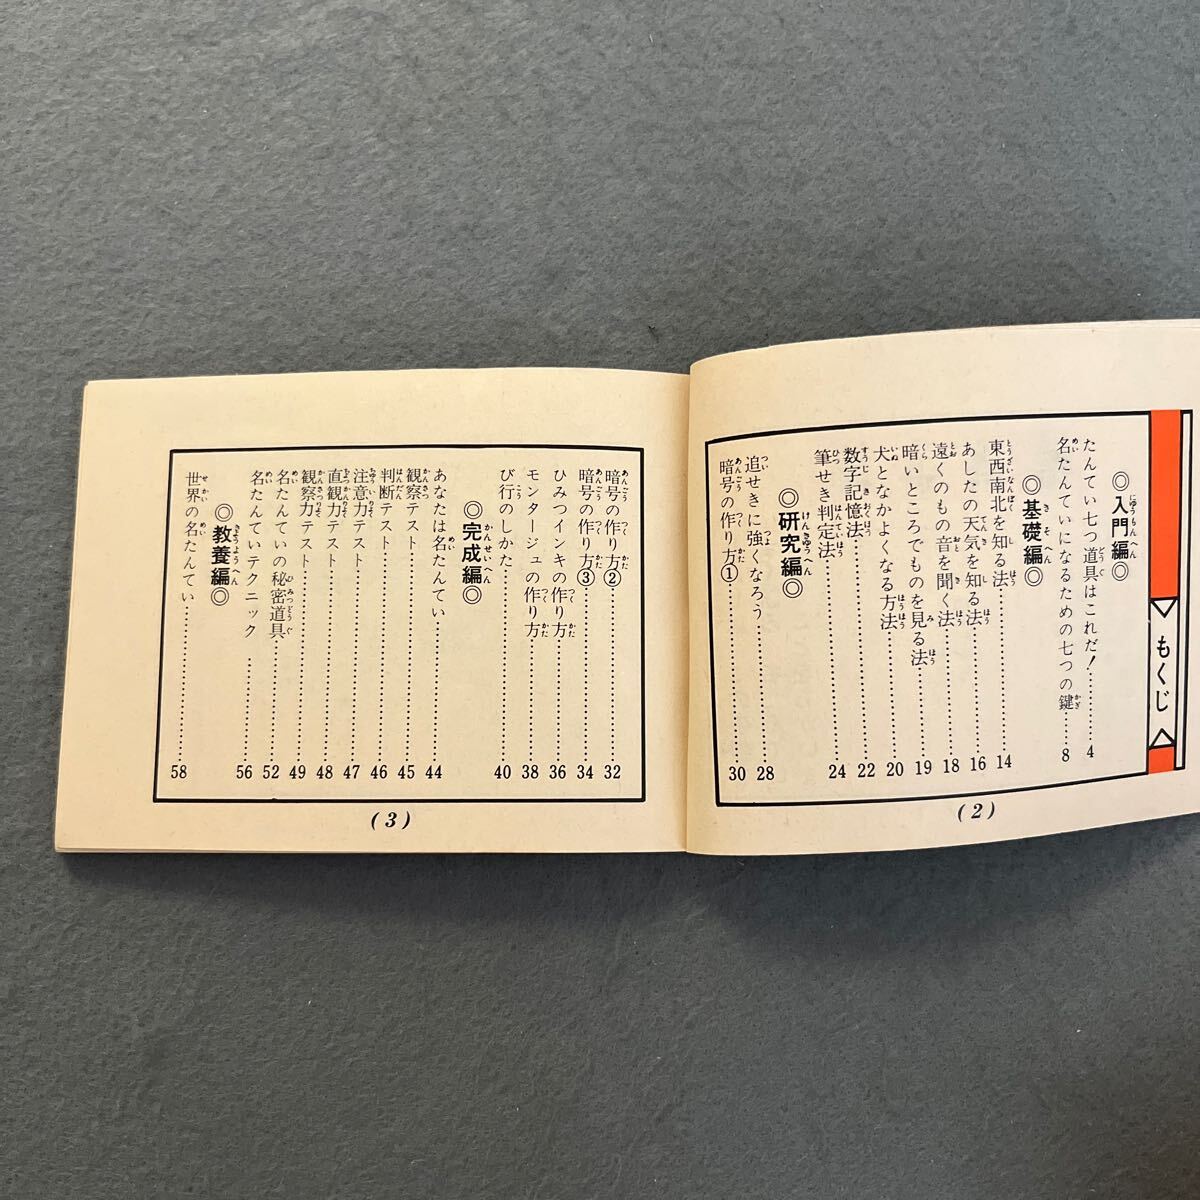 もくじ
◎入門編◎
たんてい七つ道具はこれだ！……4
名たんていになるための七つの鍵……8
◎基礎編◎
東西南北を知る法……14
あしたの天気を知る法……16
遠くのもの音を聞く法……18
暗いところでものを見る法……19
犬となかよくなる方法……20
数字記憶法……22
筆せき判定法……24
◎研究編◎
追せきに強くなろう……28
暗号の作り方①……30
(2)
暗号の作り方②……32
暗号の作り方③……34
ひみつインキの作り方……36
モンタージュの作り方……38
び行のしかた……40
◎完成編◎
あなたは名たんてい……44
観察テスト……45
判断テスト……46
注意力テスト……47
直観力テスト……48
観察力テスト……49
名たんていの秘密道具……52
名たんていテクニック……56
◎教養編◎
世界の名たんてい……58
(3)